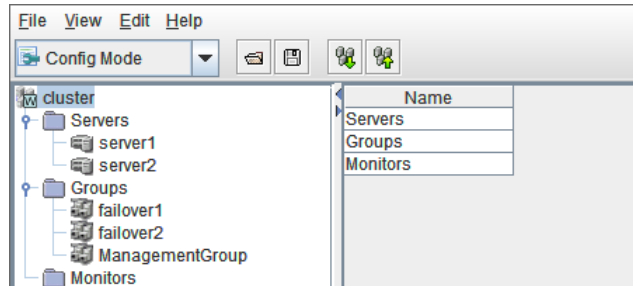 File View Edit Help
Config Mode
cluster
Servers
server1
server2
Groups
failover1
failover2
ManagementGroup
Monitors
Name
Servers
Groups
Monitors